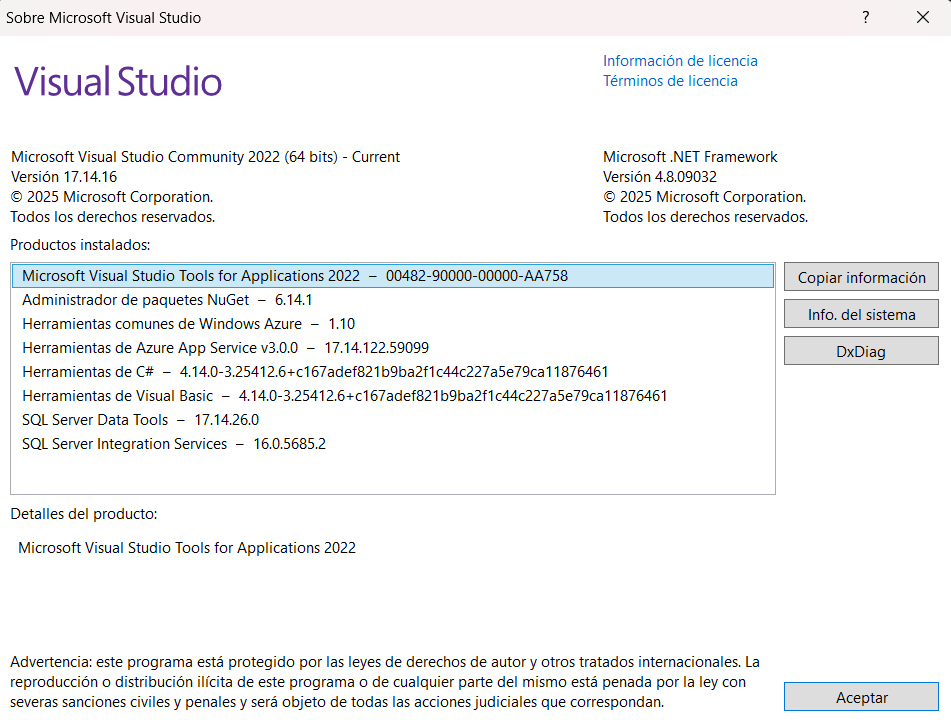 Sobre Microsoft Visual Studio
?
Visual Studio
Información de licencia
Términos de licencia
Microsoft Visual Studio Community 2022 (64 bits) - Current
Versión 17.14.16
© 2025 Microsoft Corporation.
Todos los derechos reservados.
Microsoft .NET Framework
Versión 4.8.09032
© 2025 Microsoft Corporation.
Todos los derechos reservados.
Productos instalados:
Microsoft Visual Studio Tools for Applications 2022 – 00482-90000-00000-AA758
Administrador de paquetes NuGet – 6.14.1
Herramientas comunes de Windows Azure – 1.10
Herramientas de Azure App Service v3.0.0 – 17.14.122.59099
Herramientas de C# – 4.14.0-3.25412.6+c167adef821b9ba2f1c44c227a5e79ca11876461
Herramientas de Visual Basic – 4.14.0-3.25412.6+c167adef821b9ba2f1c44c227a5e79ca11876461
SQL Server Data Tools – 17.14.26.0
SQL Server Integration Services – 16.0.5685.2
Copiar información
Info. del sistema
DxDiag
Detalles del producto:
Microsoft Visual Studio Tools for Applications 2022
Advertencia: este programa está protegido por las leyes de derechos de autor y otros tratados internacionales. La
reproducción o distribución ilícita de este programa o de cualquier parte del mismo está penada por la ley con
severas sanciones civiles y penales y será objeto de todas las acciones judiciales que correspondan.
Aceptar